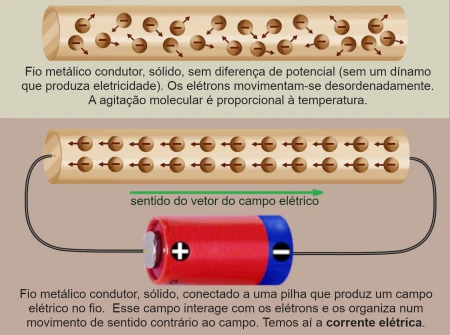 Fio metálico condutor, sólido, sem diferença de potencial (sem um dínamo
que produza eletricidade). Os elétrons movimentam-se desordenadamente.
A agitação molecular é proporcional à temperatura.
sentido do vetor do campo elétrico
+ –
Fio metálico condutor, sólido, conectado a uma pilha que produz um campo
elétrico no fio. Esse campo interage com os elétrons e os organiza num
movimento de sentido contrário ao campo. Temos aí a corrente elétrica.